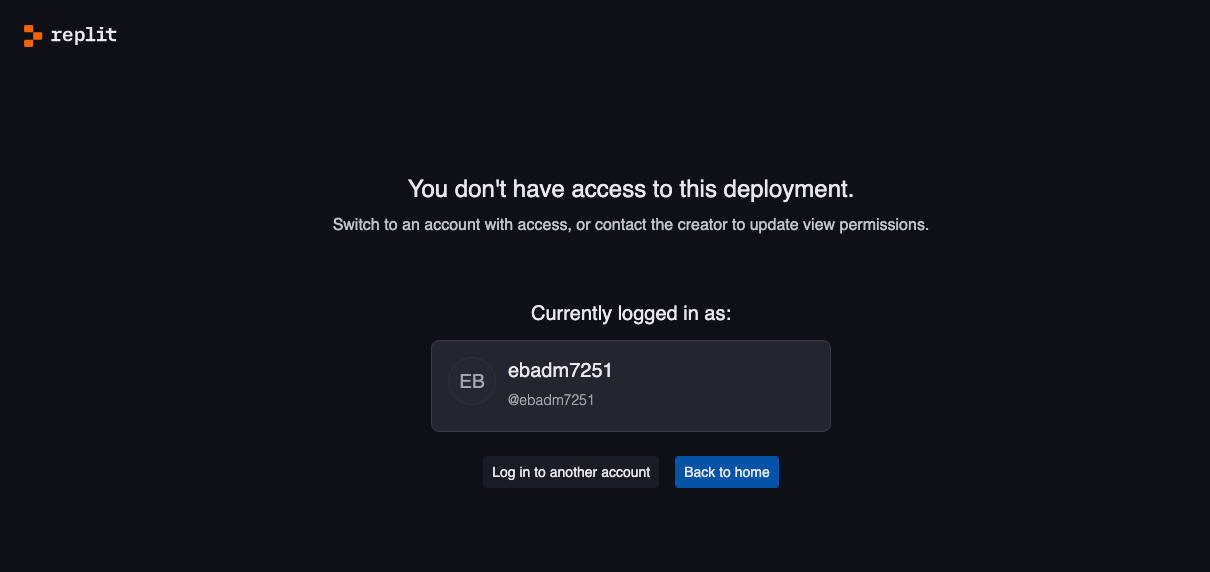 replit
You don't have access to this deployment.
Switch to an account with access, or contact the creator to update view permissions.
Currently logged in as:
EB
ebadm7251
@ebadm7251
Log in to another account
Back to home